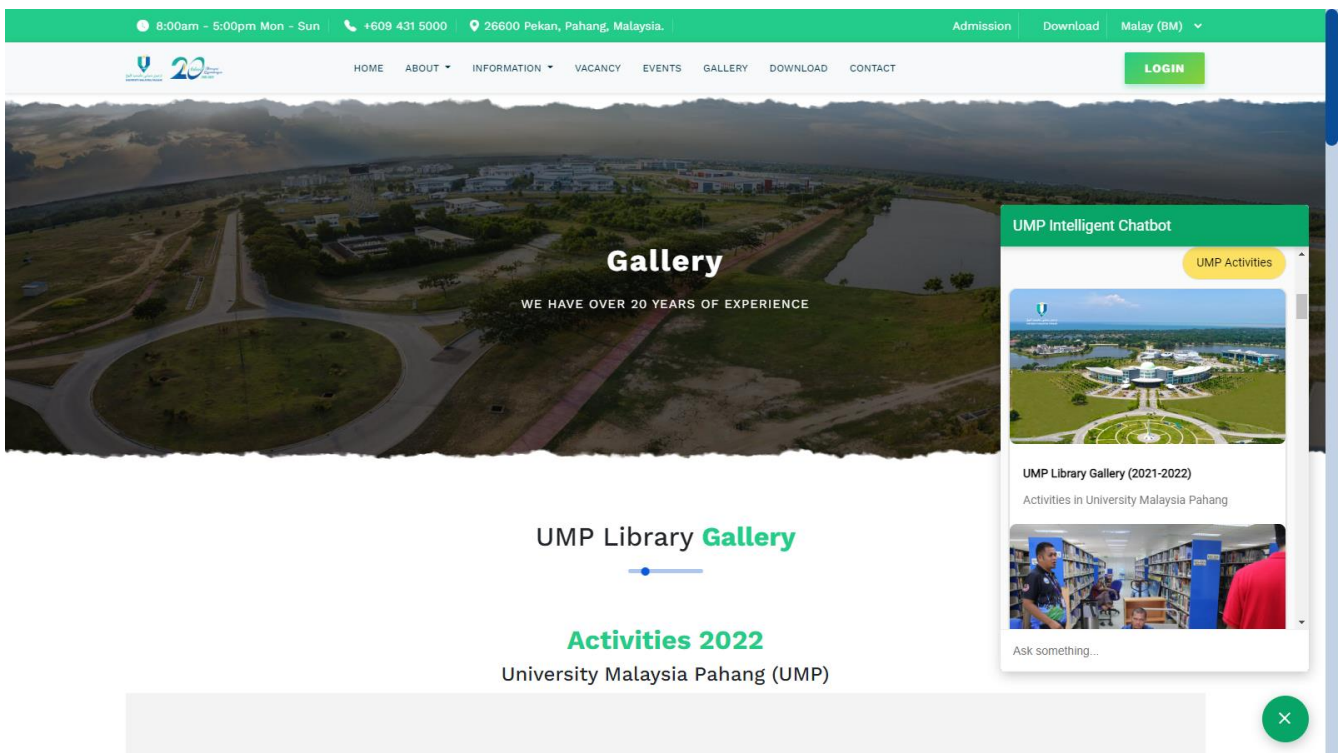 8:00am - 5:00pm Mon - Sun +609 431 5000 26600 Pekan, Pahang, Malaysia. Admission Download Malay (BM)
20
HOME ABOUT INFORMATION VACANCY EVENTS GALLERY DOWNLOAD CONTACT LOGIN
Gallery
WE HAVE OVER 20 YEARS OF EXPERIENCE
UMP Library Gallery
Activities 2022
University Malaysia Pahang (UMP)
UMP Intelligent Chatbot
UMP Activities
UMP Library Gallery (2021-2022)
Activities in University Malaysia Pahang
Ask something...